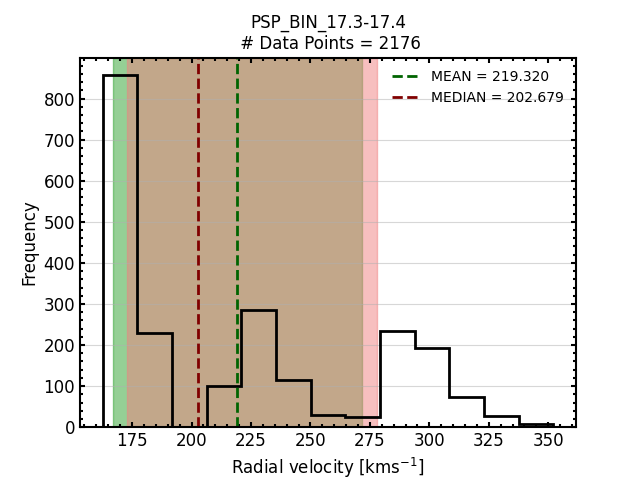 PSP_BIN_17.3-17.4
# Data Points = 2176
MEAN = 219.320
MEDIAN = 202.679
Frequency
800
700
600
500
400
300
200
100
0
175 200 225 250 275 300 325 350
Radial velocity [kms⁻¹]